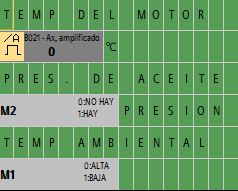 TEMP DEL MOTOR
/A B021 - Ax, amplificado
0 °C
PRES. DE ACEITE
0:NO HAY
M2 1:HAY PRESION
TEMP AMBIENTAL
0:ALTA
M1 1:BAJA